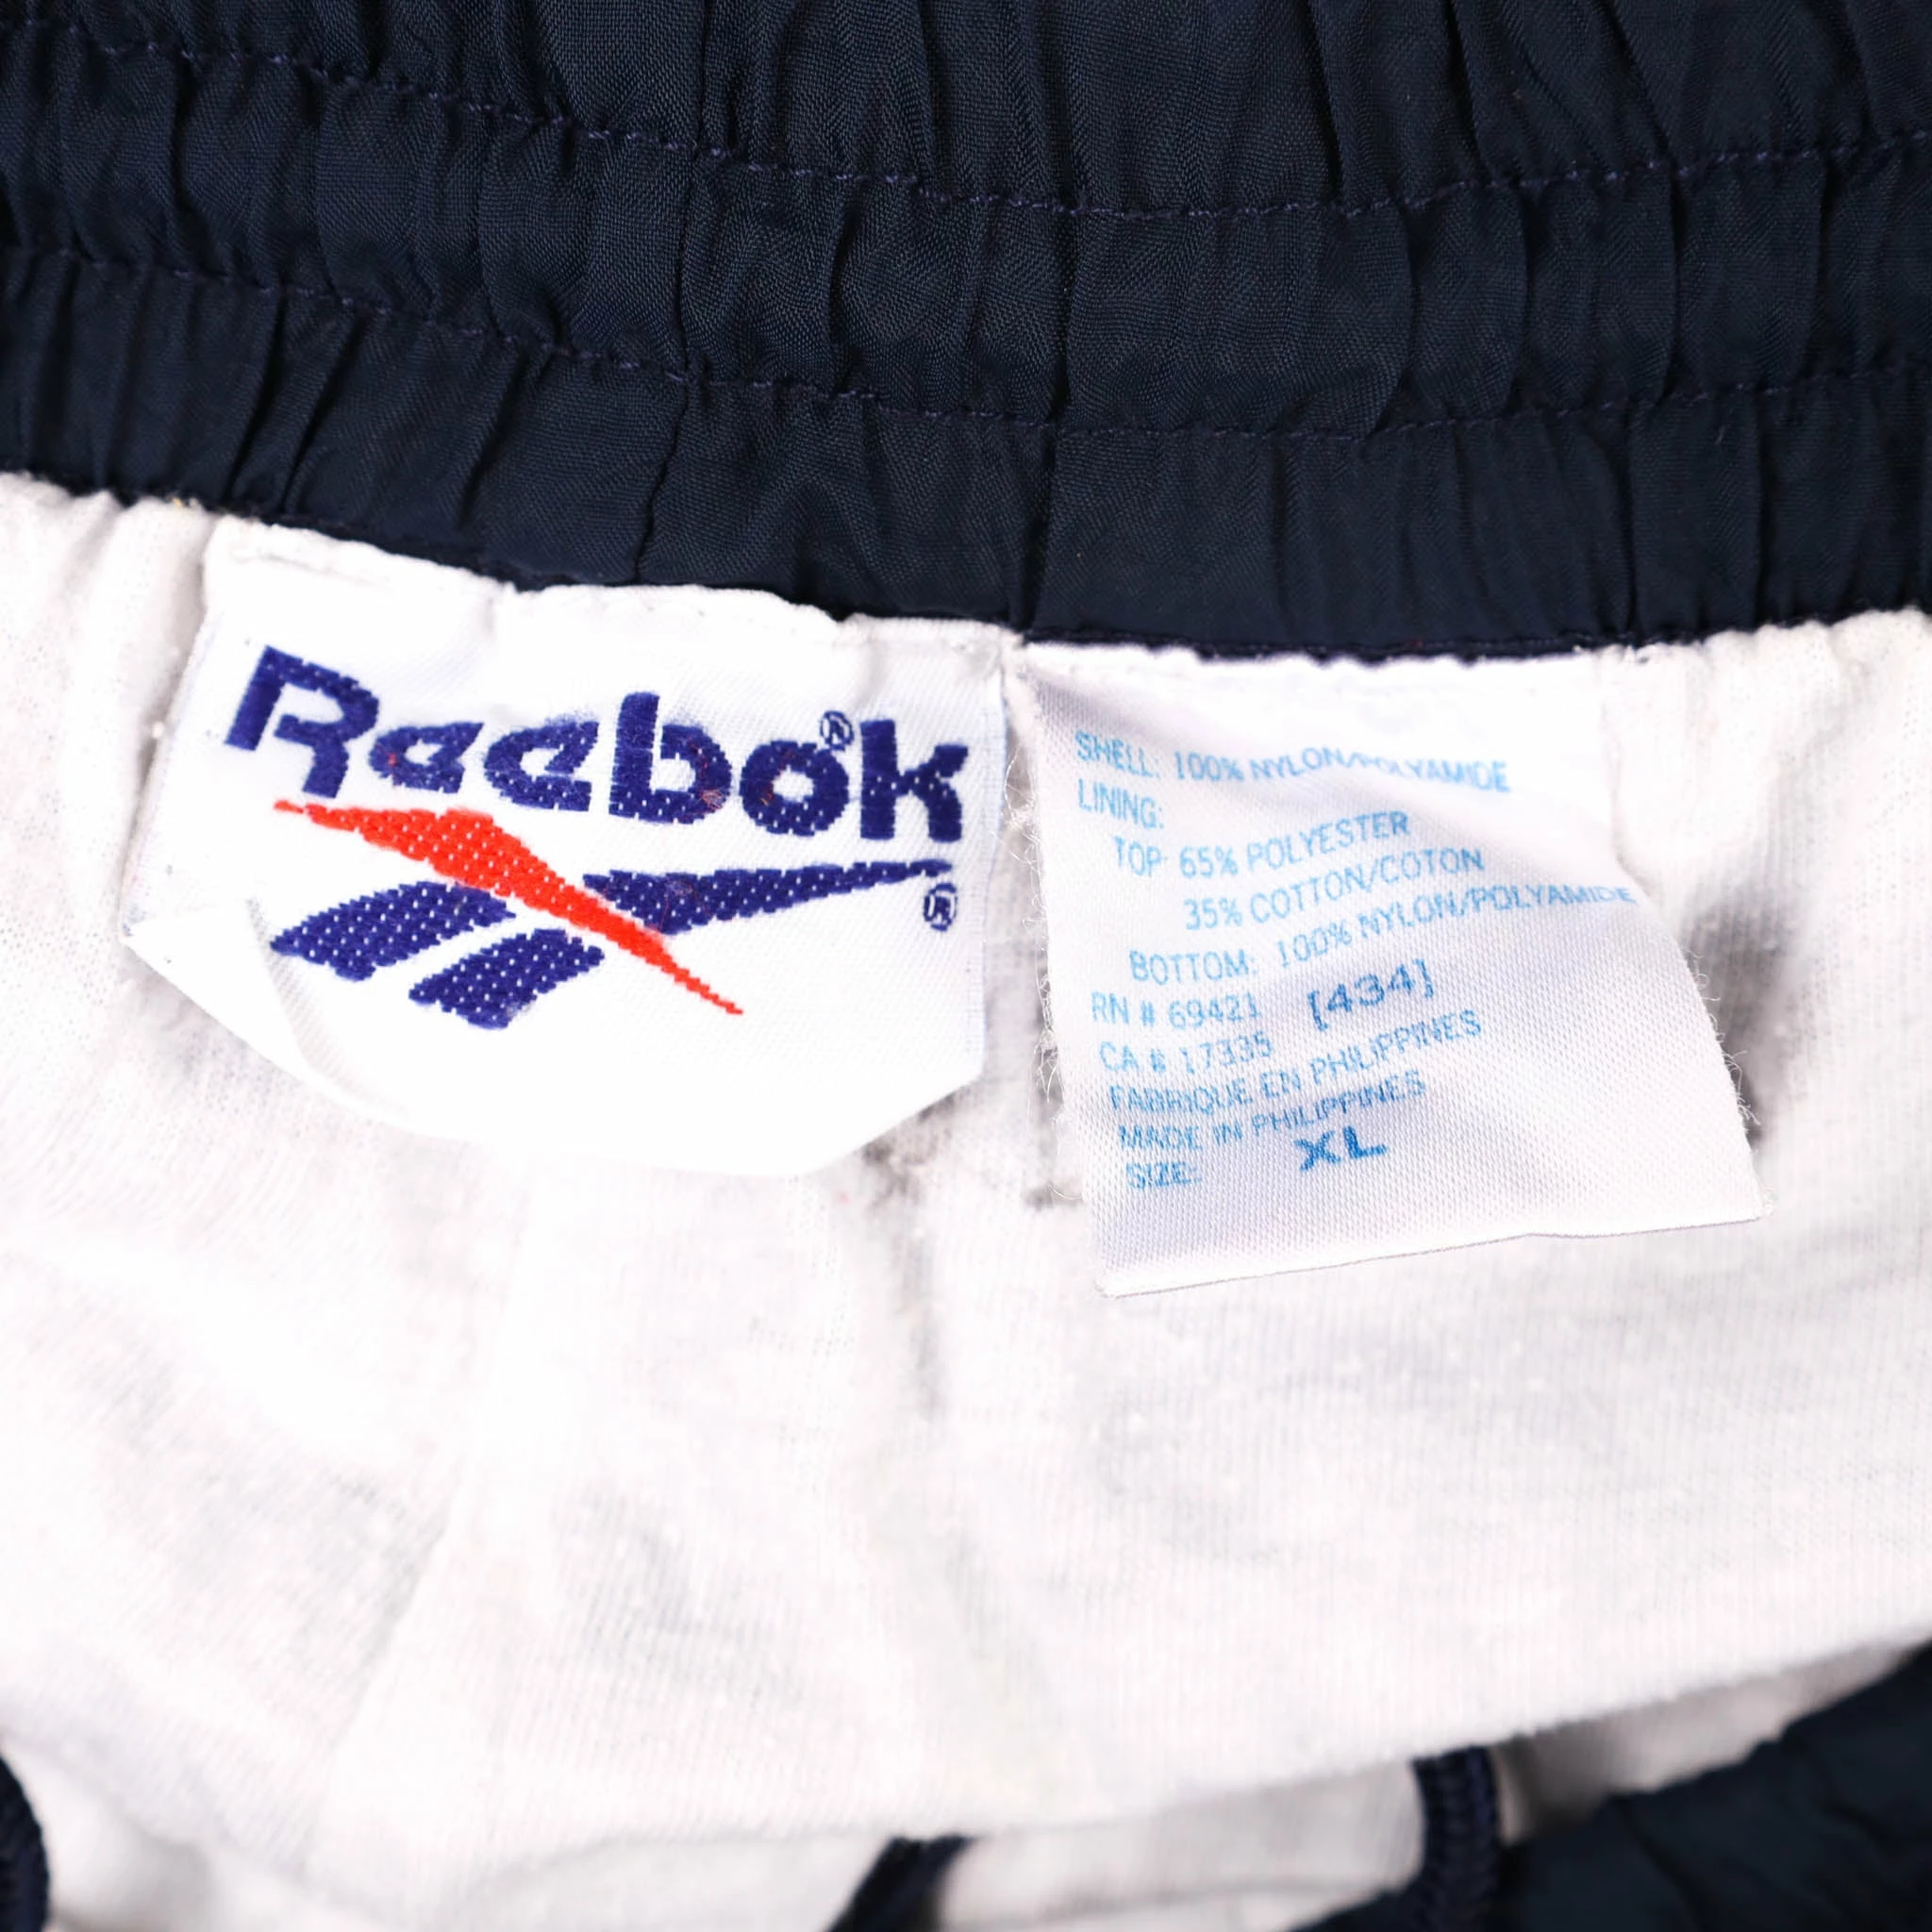 Reebok®
®
SHELL: 100% NYLON/POLYAMIDE
LINING:
TOP 65% POLYESTER
35% COTTON/COTON
BOTTOM: 100% NYLON/POLYAMIDE
RN # 69421 [434]
CA # 17335
FABRIQUE EN PHILIPPINES
MADE IN PHILIPPINES
SIZE: XL